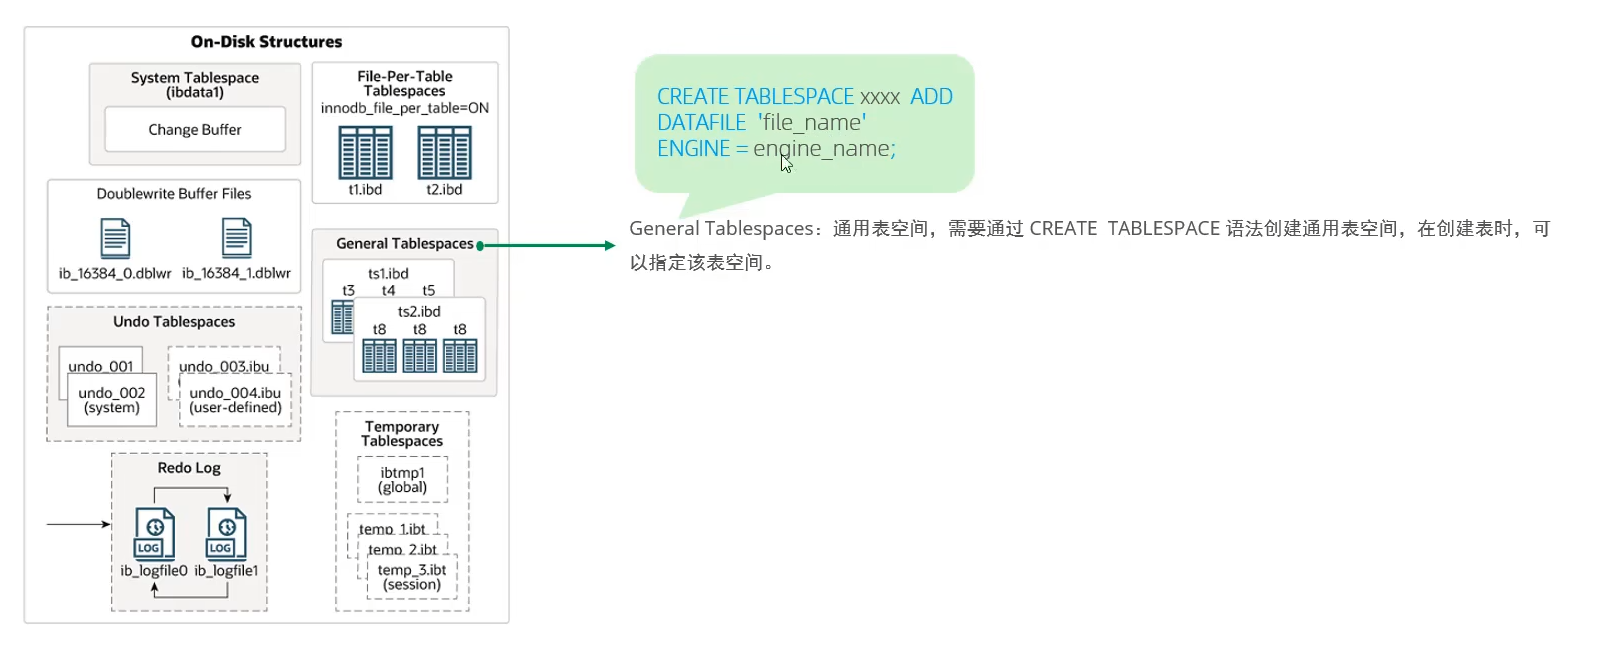 On-Disk Structures
System Tablespace
(ibdata1)
Change Buffer
File-Per-Table
Tablespaces
innodb_file_per_table=ON
t1.ibd
t2.ibd
Doublewrite Buffer Files
ib_16384_0.dblwr
ib_16384_1.dblwr
General Tablespaces
ts1.ibd
t3 t4 t5
ts2.ibd
t8 t8 t8
Undo Tablespaces
undo_001
undo_002
(system)
undo_003.ibu
undo_004.ibu
(user-defined)
Temporary
Tablespaces
ibtmp1
(global)
temp_1.ibt
temp_2.ibt
temp_3.ibt
(session)
Redo Log
LOG
LOG
ib_logfile0
ib_logfile1
CREATE TABLESPACE xxxx ADD
DATAFILE 'file_name'
ENGINE = engine_name;
General Tablespaces：通用表空间，需要通过 CREATE TABLESPACE 语法创建通用表空间，在创建表时，可
以指定该表空间。